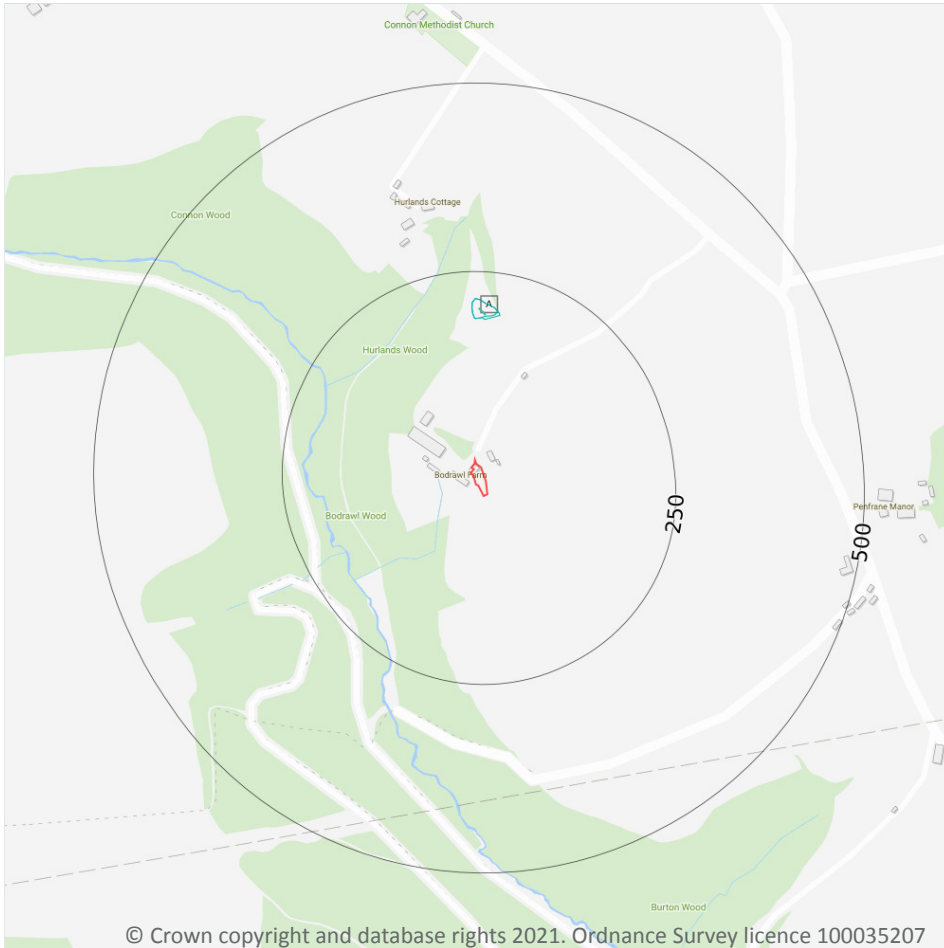 Connon Methodist Church
Hurlands Cottage
Connon Wood
A
Hurlands Wood
Bodrawl Farm
250
Penfrane Manor
Bodrawl Wood
500
Burton Wood
© Crown copyright and database rights 2021. Ordnance Survey licence 100035207